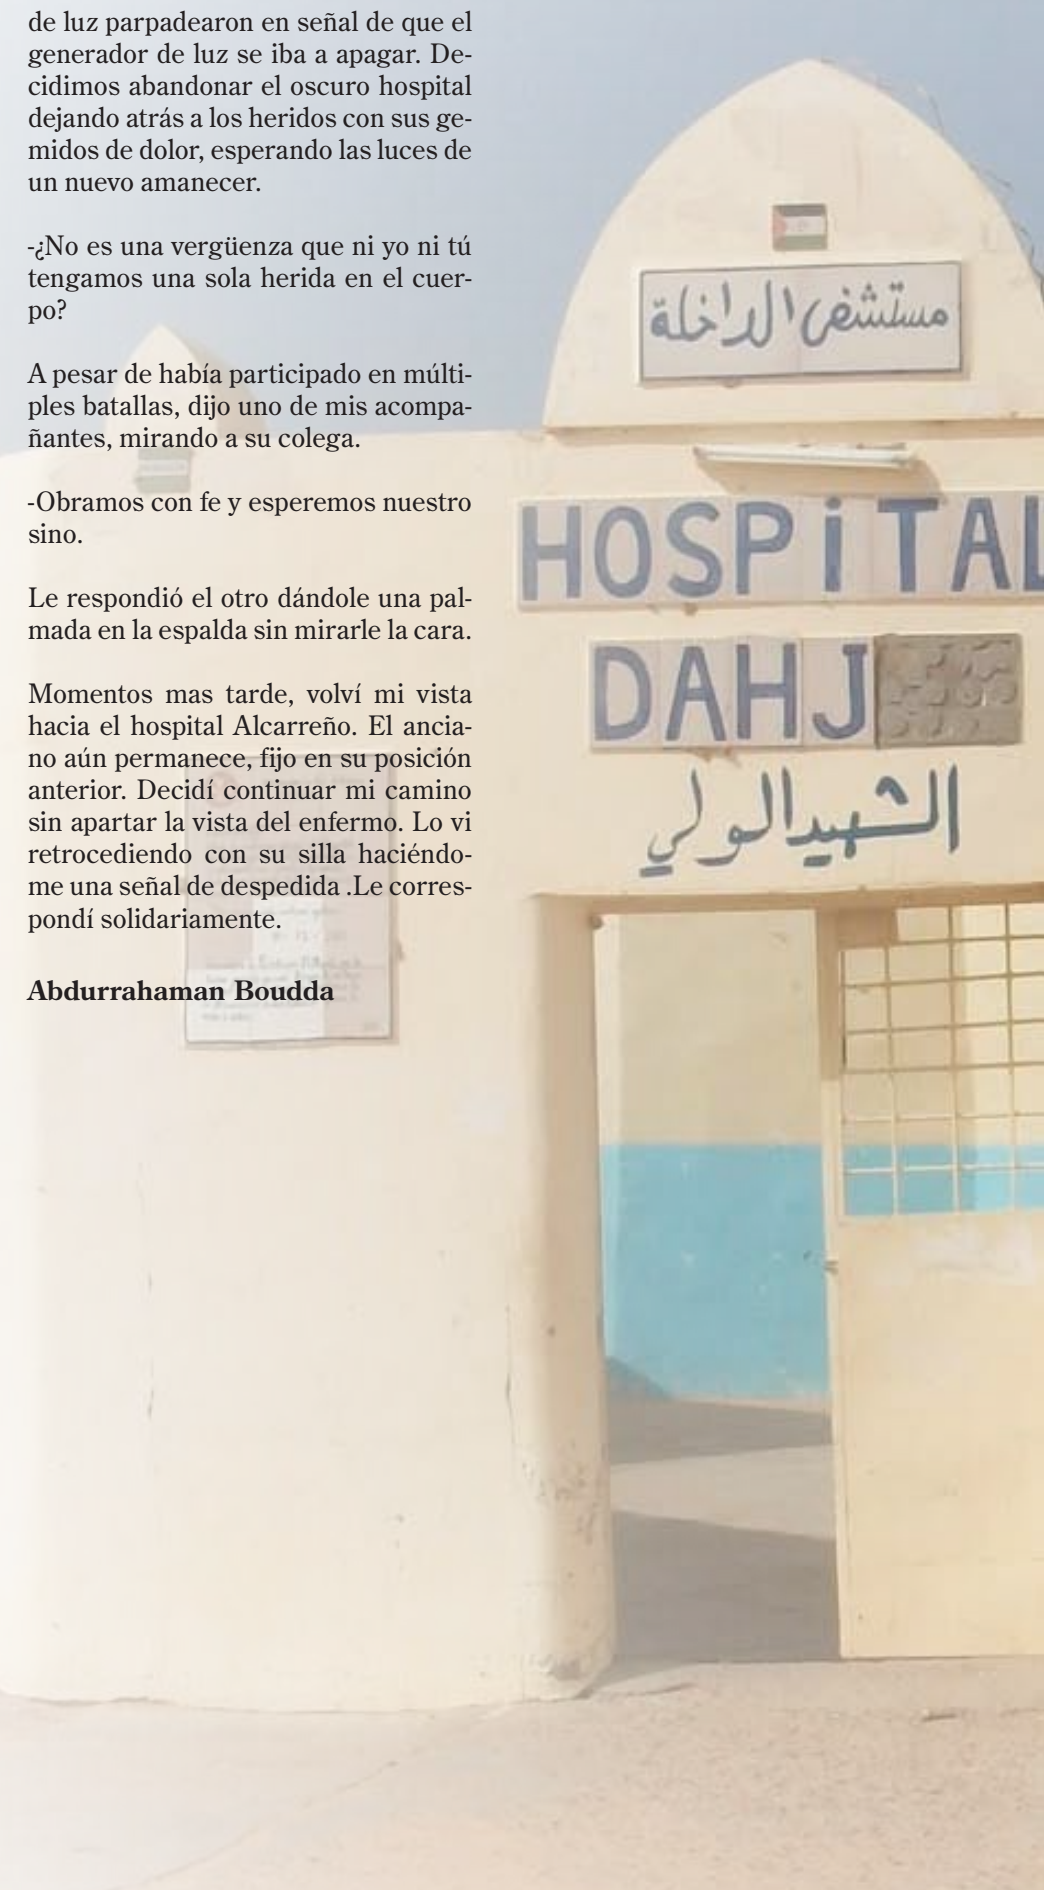 de luz parpadearon en señal de que el
generador de luz se iba a apagar. De-
cidimos abandonar el oscuro hospital
dejando atrás a los heridos con sus ge-
midos de dolor, esperando las luces de
un nuevo amanecer.
-¿No es una vergüenza que ni yo ni tú
tengamos una sola herida en el cuer-
po?
A pesar de había participado en múlti-
ples batallas, dijo uno de mis acompa-
ñantes, mirando a su colega.
-Obramos con fe y esperemos nuestro
sino.
Le respondió el otro dándole una pal-
mada en la espalda sin mirarle la cara.
Momentos mas tarde, volví mi vista
hacia el hospital Alcarreño. El ancia-
no aún permanece, fijo en su posición
anterior. Decidí continuar mi camino
sin apartar la vista del enfermo. Lo vi
retrocediendo con su silla haciéndo-
me una señal de despedida .Le corres-
pondí solidariamente.
Abdurrahaman Boudda
مستشفى الداخلة
HOSPiTAL
DAHJ
الشهيد الولي